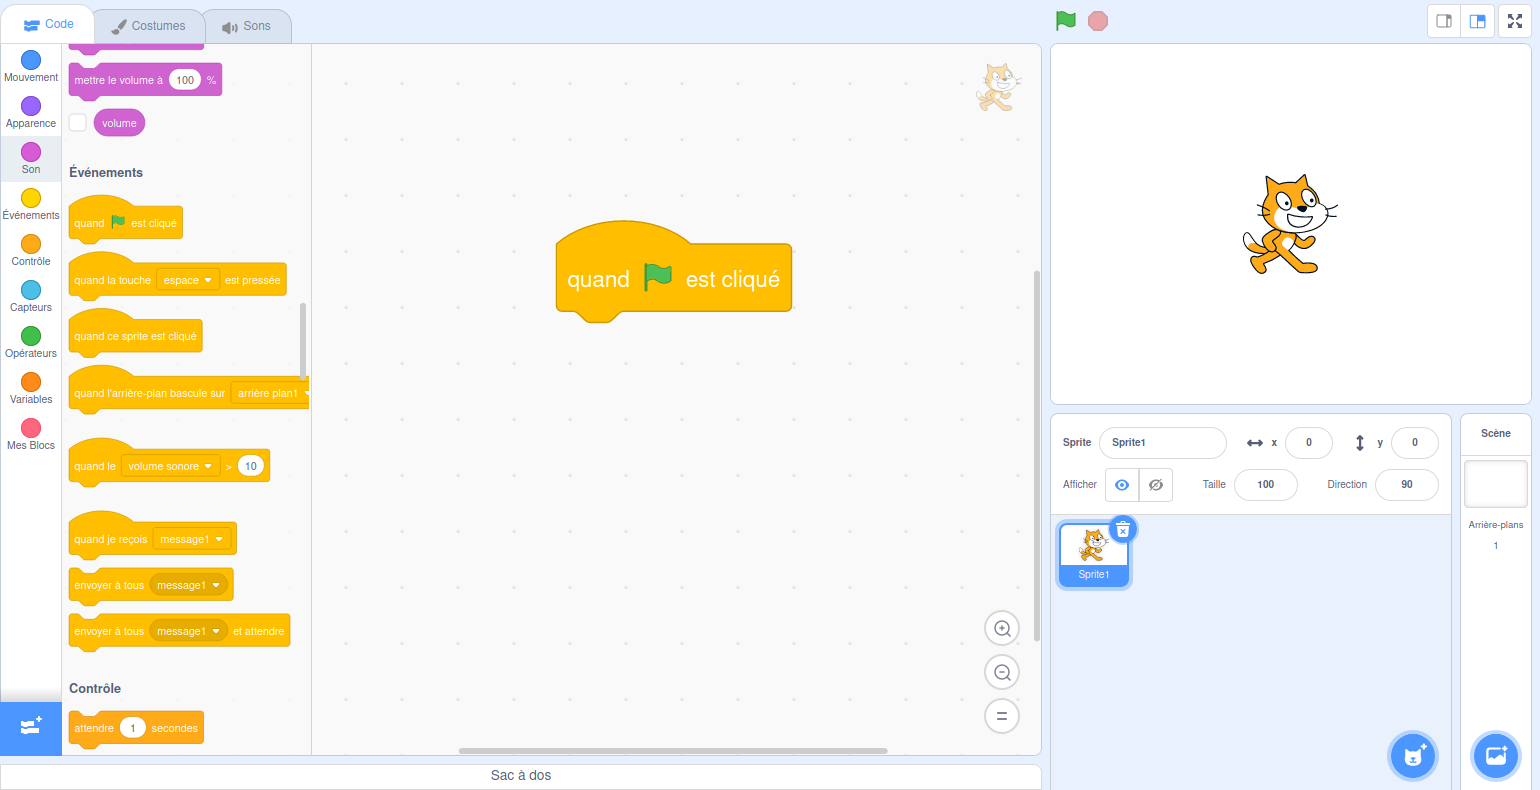 Code
Costumes
Sons
Mouvement
Apparence
Son
Événements
Contrôle
Capteurs
Opérateurs
Variables
Mes Blocs
mettre le volume à 100 %
volume
Événements
quand est cliqué
quand la touche espace est pressée
quand ce sprite est cliqué
quand l'arrière-plan bascule sur arrière plan1
quand le volume sonore > 10
quand je reçois message1
envoyer à tous message1
envoyer à tous message1 et attendre
Contrôle
attendre 1 secondes
quand est cliqué
Sac à dos
Sprite Sprite1 x 0 y 0
Afficher Taille 100 Direction 90
Sprite1
Scène
Arrière-plans
1